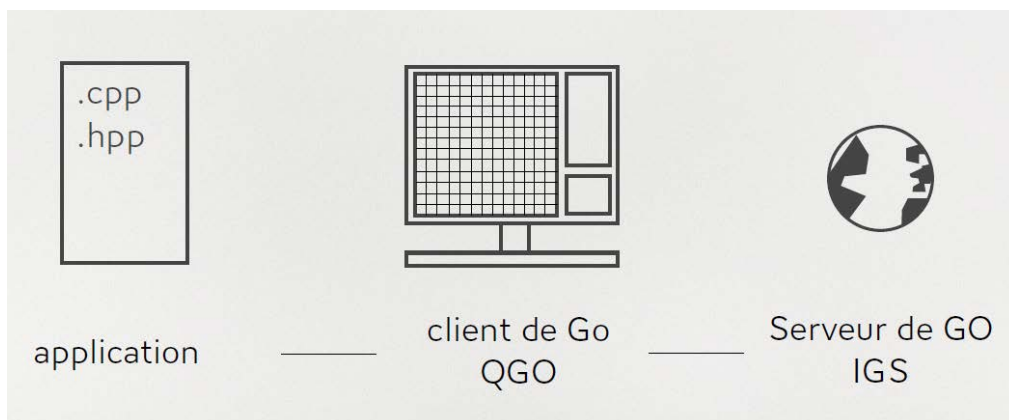 .cpp
.hpp
application
client de Go
QGO
Serveur de GO
IGS